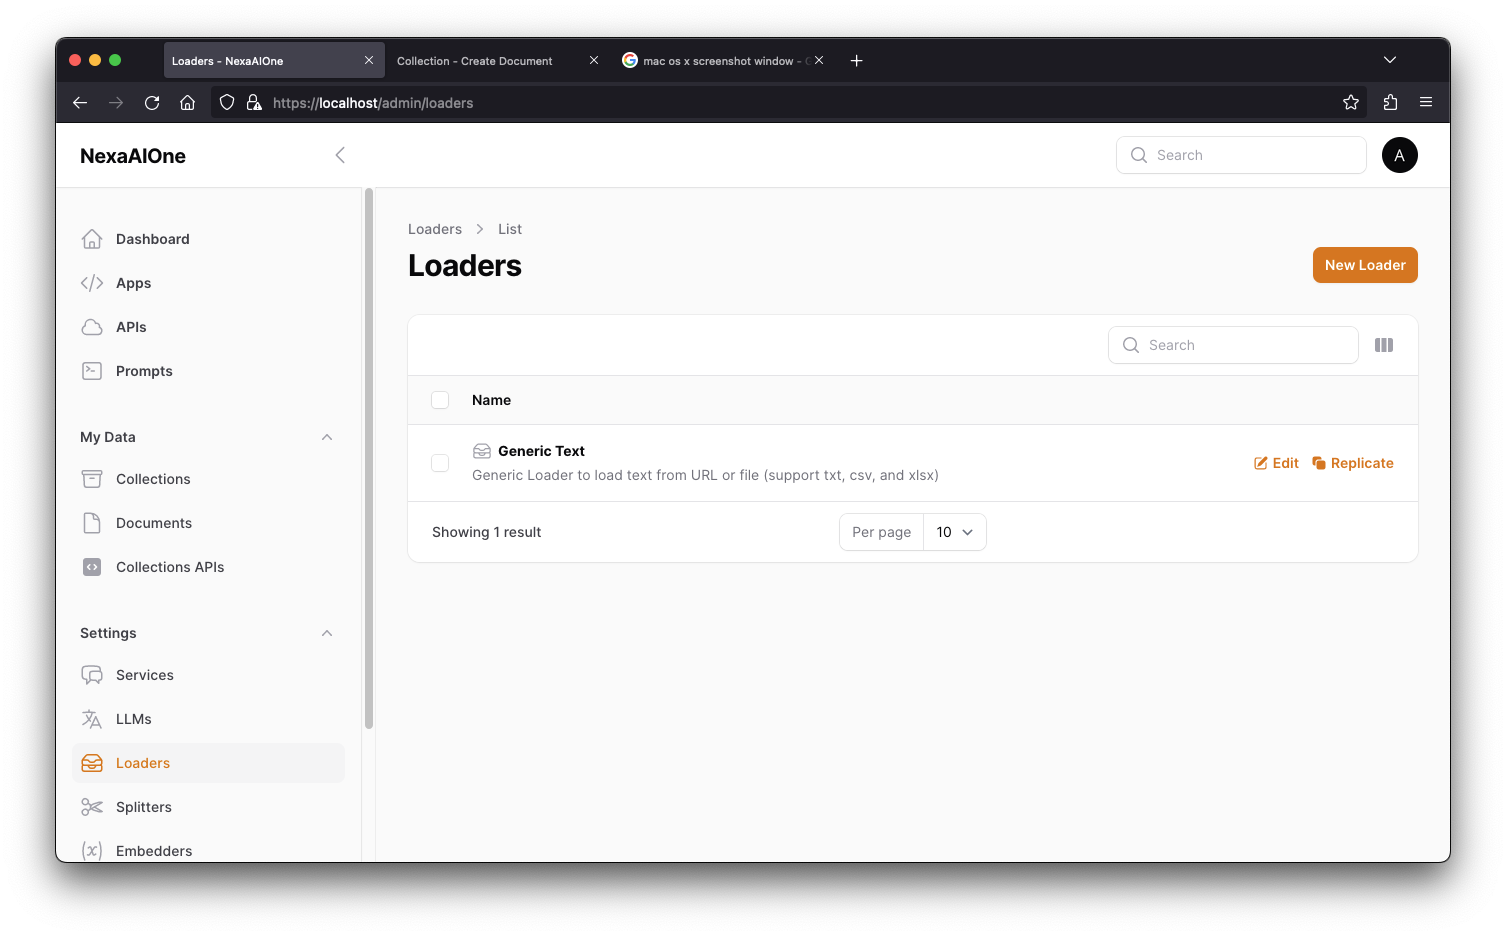 Loaders - NexaAIOne
Collection - Create Document
mac os x screenshot window -
https://localhost/admin/loaders
NexaAIOne
Search
A
Dashboard
Apps
APIs
Prompts
My Data
Collections
Documents
Collections APIs
Settings
Services
LLMs
Loaders
Splitters
Embedders
Loaders > List
Loaders
New Loader
Search
Name
Generic Text
Generic Loader to load text from URL or file (support txt, csv, and xlsx)
Edit Replicate
Showing 1 result
Per page 10